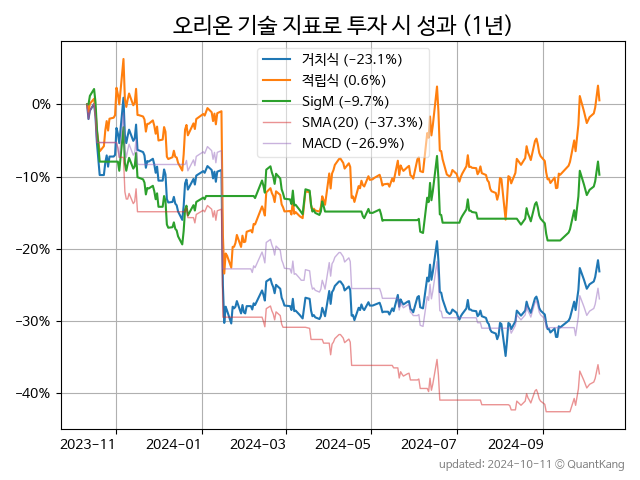 오리온 기술 지표로 투자 시 성과 (1년)
거치식 (−23.1%)
적립식 (0.6%)
SigM (−9.7%)
SMA(20) (−37.3%)
MACD (−26.9%)
0%
−10%
−20%
−30%
−40%
2023-11 2024-01 2024-03 2024-05 2024-07 2024-09
updated: 2024-10-11 © QuantKang